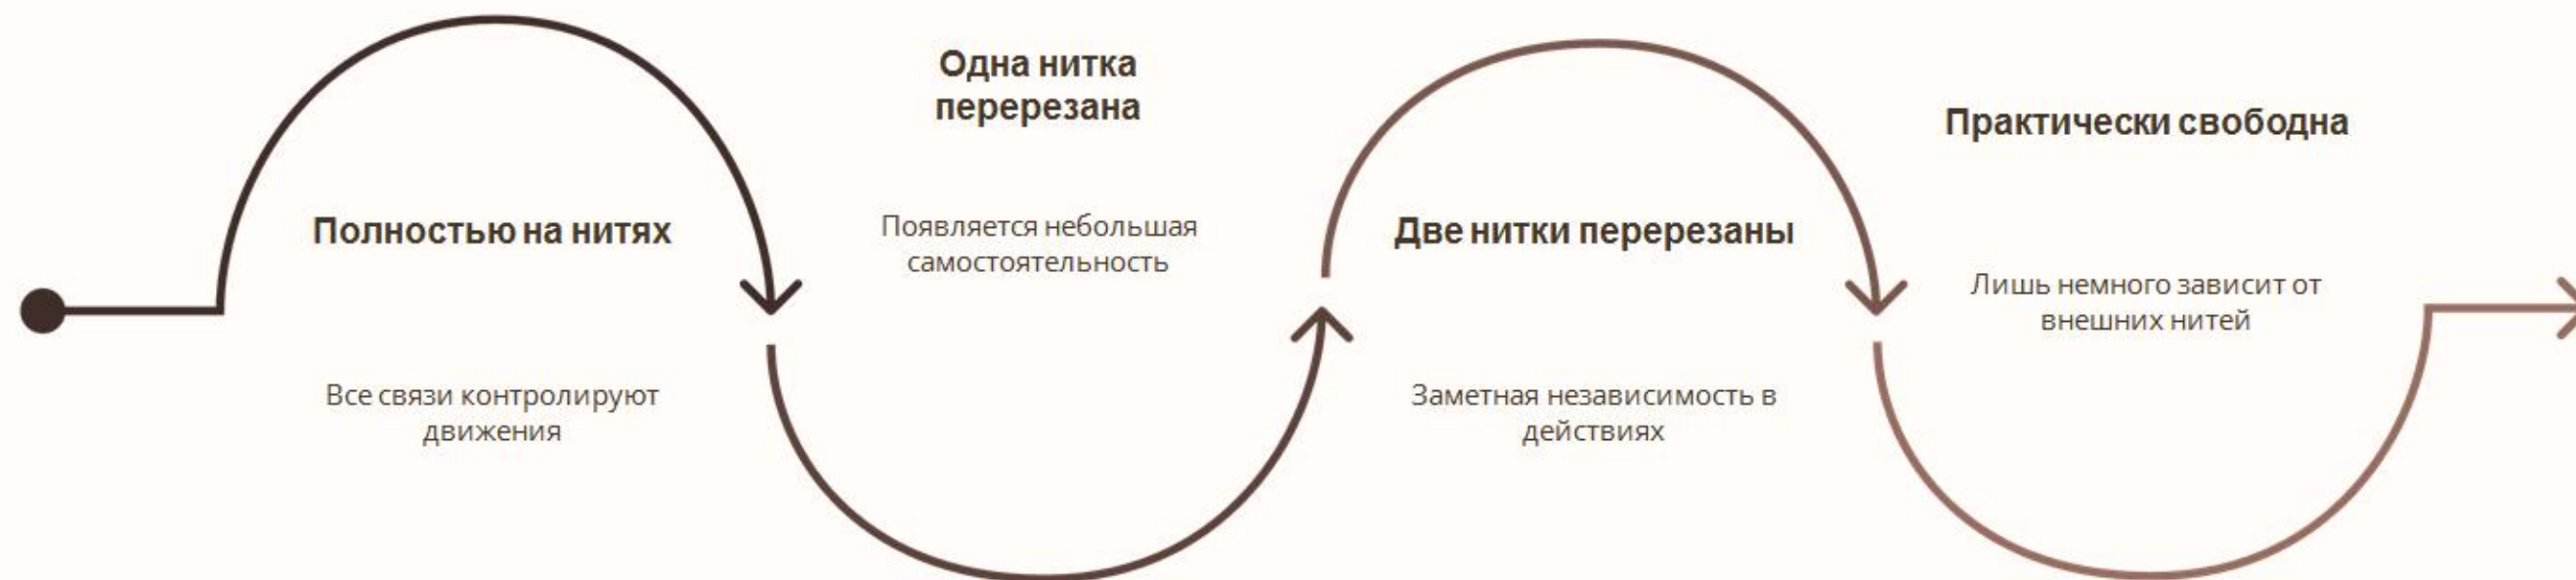 Полностью на нитях
Все связи контролируют
движения
Одна нитка
перерезана
Появляется небольшая
самостоятельность
Две нитки перерезаны
Заметная независимость в
действиях
Практически свободна
Лишь немного зависит от
внешних нитей